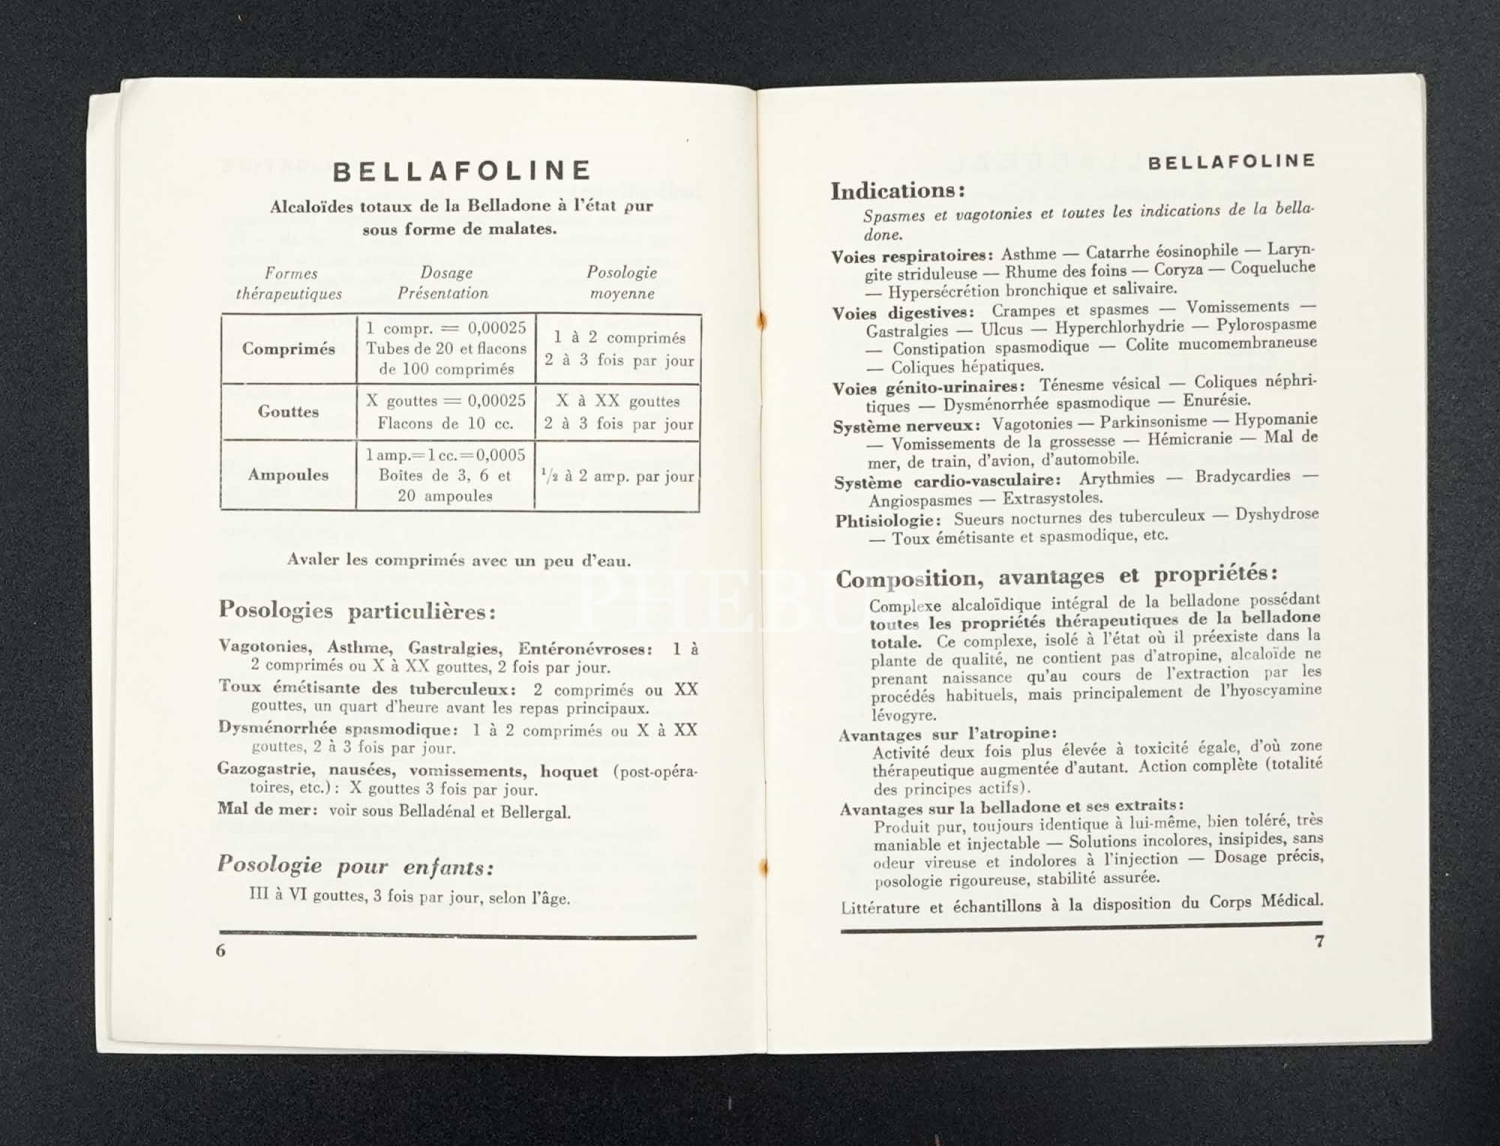 BELLAFOLINE
Alcaloïdes totaux de la Belladone à l'état pur
sous forme de malates.
Formes thérapeutiques
Dosage Présentation
Posologie moyenne
Comprimés
1 compr. = 0,00025
Tubes de 20 et flacons
de 100 comprimés
1 à 2 comprimés
2 à 3 fois par jour
Gouttes
X gouttes = 0,00025
Flacons de 10 cc.
X à XX gouttes
2 à 3 fois par jour
Ampoules
1 amp.=1 cc.=0,0005
Boîtes de 3, 6 et
20 ampoules
1/2 à 2 amp. par jour
Avaler les comprimés avec un peu d'eau.
Posologies particulières:
Vagotonies, Asthme, Gastralgies, Entéronévroses: 1 à
2 comprimés ou X à XX gouttes, 2 fois par jour.
Toux émétisante des tuberculeux: 2 comprimés ou XX
gouttes, un quart d'heure avant les repas principaux.
Dysménorrhée spasmodique: 1 à 2 comprimés ou X à XX
gouttes, 2 à 3 fois par jour.
Gazogastrie, nausées, vomissements, hoquet (post-opéra-
toires, etc.): X gouttes 3 fois par jour.
Mal de mer: voir sous Belladénal et Bellergal.
Posologie pour enfants:
III à VI gouttes, 3 fois par jour, selon l'âge.
6
BELLAFOLINE
Indications:
Spasmes et vagotonies et toutes les indications de la bella-
done.
Voies respiratoires: Asthme — Catarrhe éosinophile — Laryn-
gite striduleuse — Rhume des foins — Coryza — Coqueluche
— Hypersécrétion bronchique et salivaire.
Voies digestives: Crampes et spasmes — Vomissements —
Gastralgies — Ulcus — Hyperchlorhydrie — Pylorospasme
— Constipation spasmodique — Colite mucomembraneuse
— Coliques hépatiques.
Voies génito-urinaires: Ténesme vésical — Coliques néphri-
tiques — Dysménorrhée spasmodique — Enurésie.
Système nerveux: Vagotonies — Parkinsonisme — Hypomanie
— Vomissements de la grossesse — Hémicranie — Mal de
mer, de train, d'avion, d'automobile.
Système cardio-vasculaire: Arythmies — Bradycardies —
Angiospasmes — Extrasystoles.
Phtisiologie: Sueurs nocturnes des tuberculeux — Dyshydrose
— Toux émétisante et spasmodique, etc.
Composition, avantages et propriétés:
Complexe alcaloïdique intégral de la belladone possédant
toutes les propriétés thérapeutiques de la belladone
totale. Ce complexe, isolé à l'état où il préexiste dans la
plante de qualité, ne contient pas d'atropine, alcaloïde ne
prenant naissance qu'au cours de l'extraction par les
procédés habituels, mais principalement de l'hyoscyamine
lévogyre.
Avantages sur l'atropine:
Activité deux fois plus élevée à toxicité égale, d'où zone
thérapeutique augmentée d'autant. Action complète (totalité
des principes actifs).
Avantages sur la belladone et ses extraits:
Produit pur, toujours identique à lui-même, bien toléré, très
maniable et injectable — Solutions incolores, insipides, sans
odeur vireuse et indolores à l'injection — Dosage précis,
posologie rigoureuse, stabilité assurée.
Littérature et échantillons à la disposition du Corps Médical.
7